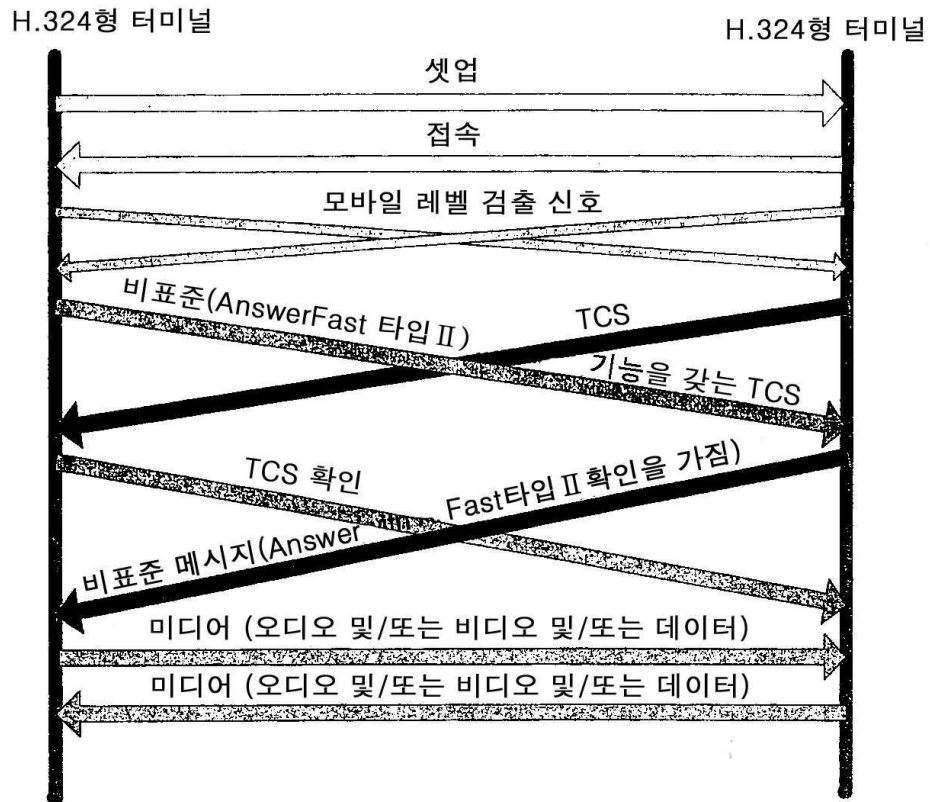 H.324형 터미널
H.324형 터미널
셋업
접속
모바일 레벨 검출 신호
비표준(AnswerFast 타입Ⅱ)
TCS
기능을 갖는 TCS
TCS 확인
Fast타입Ⅱ확인을 가짐)
비표준 메시지(Answer
미디어 (오디오 및/또는 비디오 및/또는 데이터)
미디어 (오디오 및/또는 비디오 및/또는 데이터)